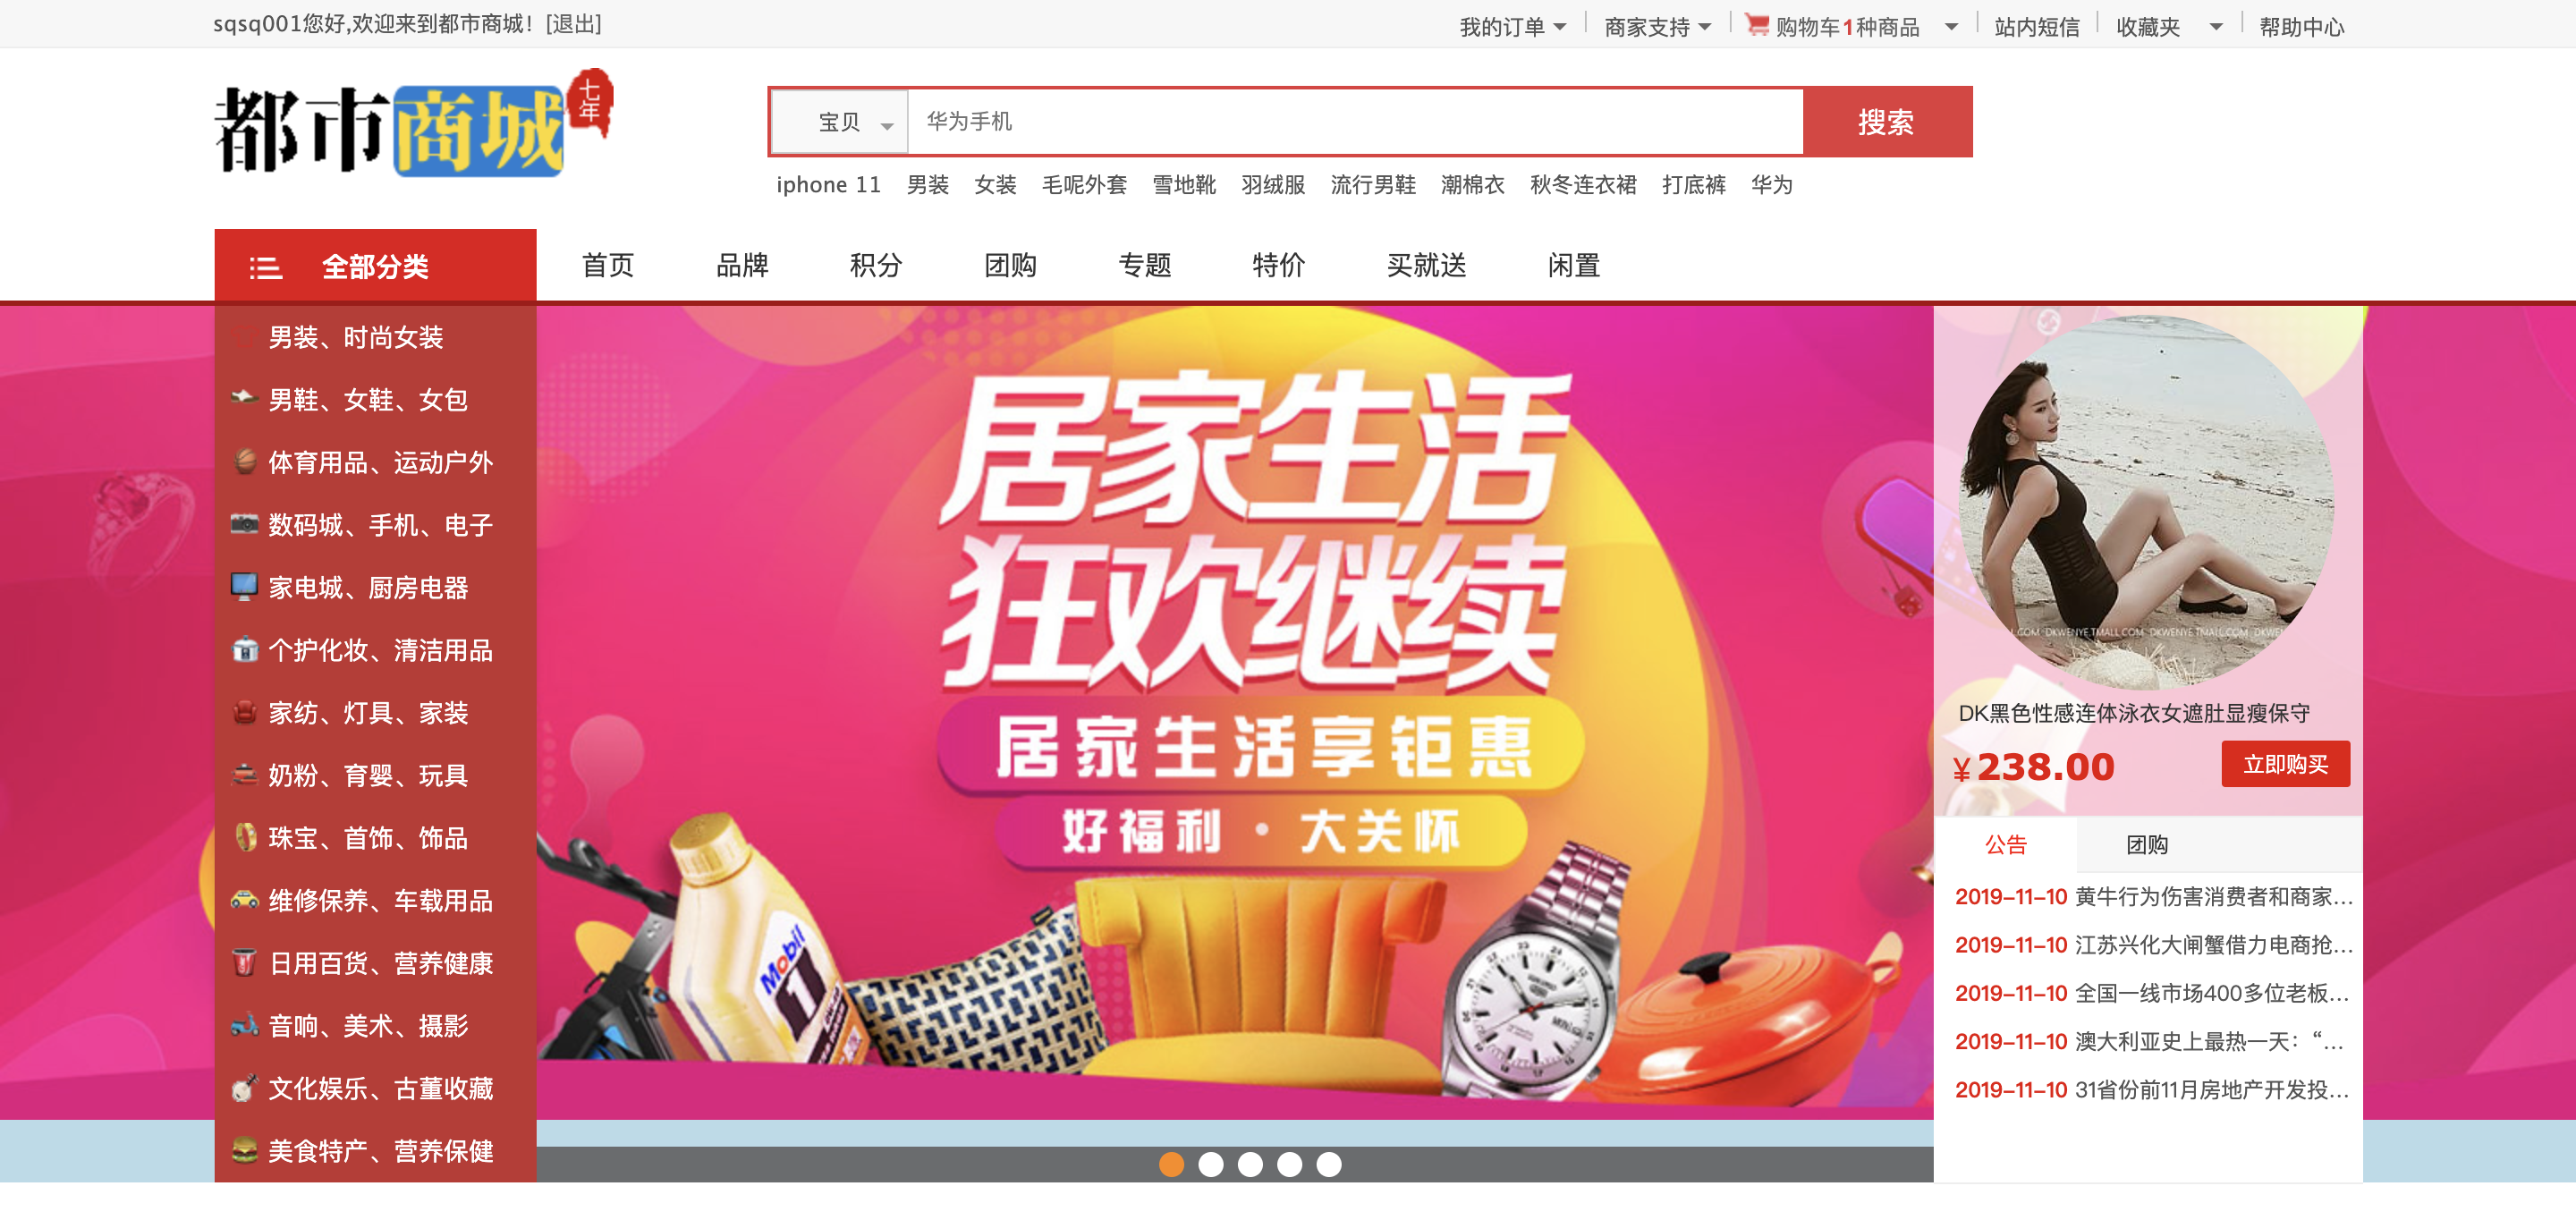 sqsq001您好,欢迎来到都市商城！[退出]
我的订单 商家支持 购物车1种商品 站内短信 收藏夹 帮助中心
都市商城 七年
宝贝 华为手机 搜索
iphone 11 男装 女装 毛呢外套 雪地靴 羽绒服 流行男鞋 潮棉衣 秋冬连衣裙 打底裤 华为
全部分类 首页 品牌 积分 团购 专题 特价 买就送 闲置
男装、时尚女装
男鞋、女鞋、女包
体育用品、运动户外
数码城、手机、电子
家电城、厨房电器
个护化妆、清洁用品
家纺、灯具、家装
奶粉、育婴、玩具
珠宝、首饰、饰品
维修保养、车载用品
日用百货、营养健康
音响、美术、摄影
文化娱乐、古董收藏
美食特产、营养保健
居家生活
狂欢继续
居家生活享钜惠
好福利·大关怀
Mobil
1
DKWENYE.TMALL.COM
DK黑色性感连体泳衣女遮肚显瘦保守
¥238.00 立即购买
公告 团购
2019-11-10 黄牛行为伤害消费者和商家...
2019-11-10 江苏兴化大闸蟹借力电商抢...
2019-11-10 全国一线市场400多位老板...
2019-11-10 澳大利亚史上最热一天：“...
2019-11-10 31省份前11月房地产开发投...